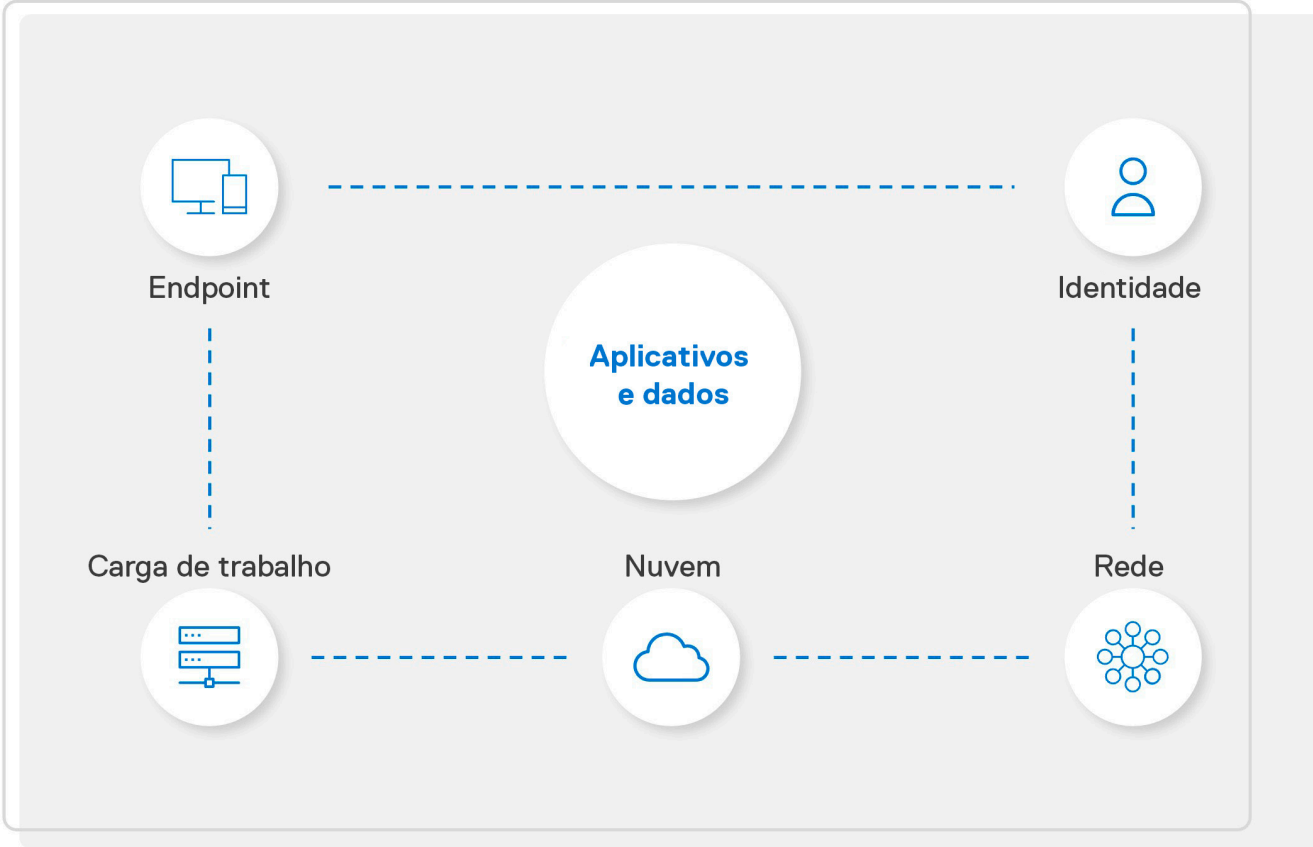 Endpoint
Identidade
Aplicativos
e dados
Carga de trabalho
Nuvem
Rede